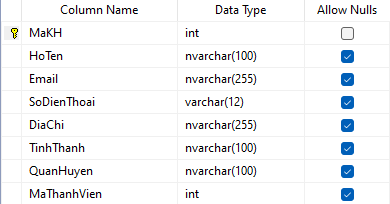 Column Name Data Type Allow Nulls
MaKH int
HoTen nvarchar(100)
Email nvarchar(255)
SoDienThoai varchar(12)
DiaChi nvarchar(255)
TinhThanh nvarchar(100)
QuanHuyen nvarchar(100)
MaThanhVien int